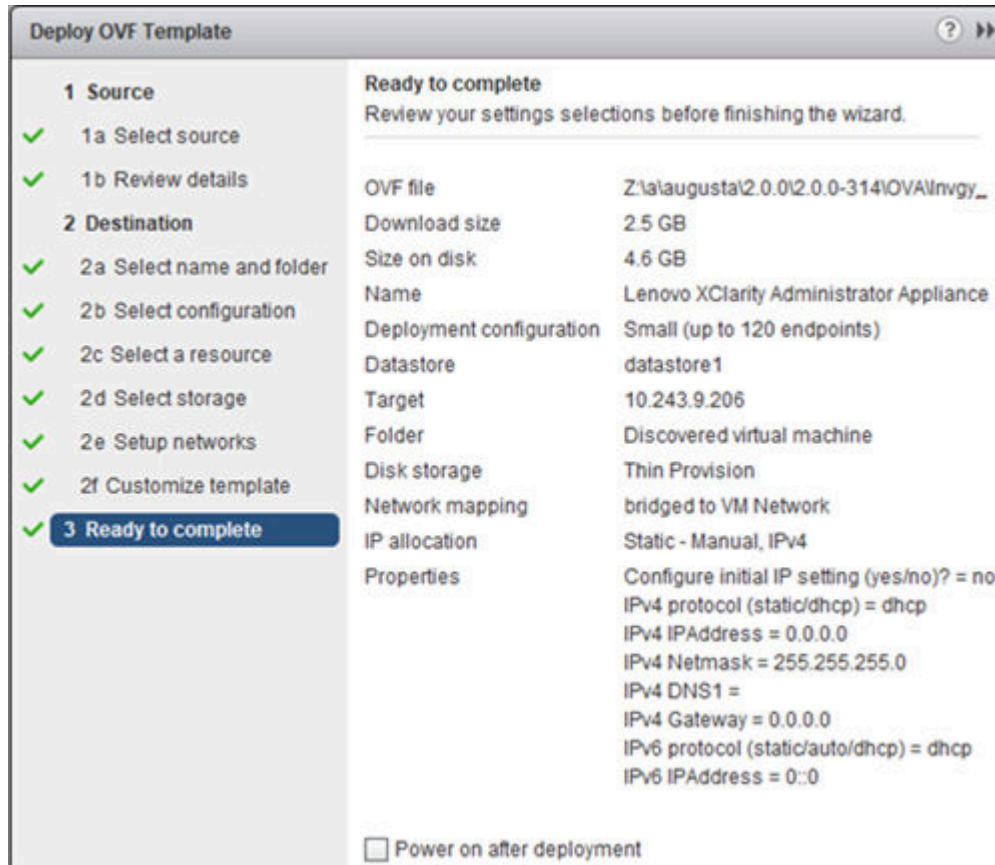 Deploy OVF Template
?
1 Source
1a Select source
1b Review details
2 Destination
2a Select name and folder
2b Select configuration
2c Select a resource
2d Select storage
2e Setup networks
2f Customize template
3 Ready to complete
Ready to complete
Review your settings selections before finishing the wizard.
OVF file Z:\a\augusta\2.0.0\2.0.0-314\OVA\lnvgy_
Download size 2.5 GB
Size on disk 4.6 GB
Name Lenovo XClarity Administrator Appliance
Deployment configuration Small (up to 120 endpoints)
Datastore datastore1
Target 10.243.9.206
Folder Discovered virtual machine
Disk storage Thin Provision
Network mapping bridged to VM Network
IP allocation Static - Manual, IPv4
Properties Configure initial IP setting (yes/no)? = no
IPv4 protocol (static/dhcp) = dhcp
IPv4 IPAddress = 0.0.0.0
IPv4 Netmask = 255.255.255.0
IPv4 DNS1 =
IPv4 Gateway = 0.0.0.0
IPv6 protocol (static/auto/dhcp) = dhcp
IPv6 IPAddress = 0::0
Power on after deployment